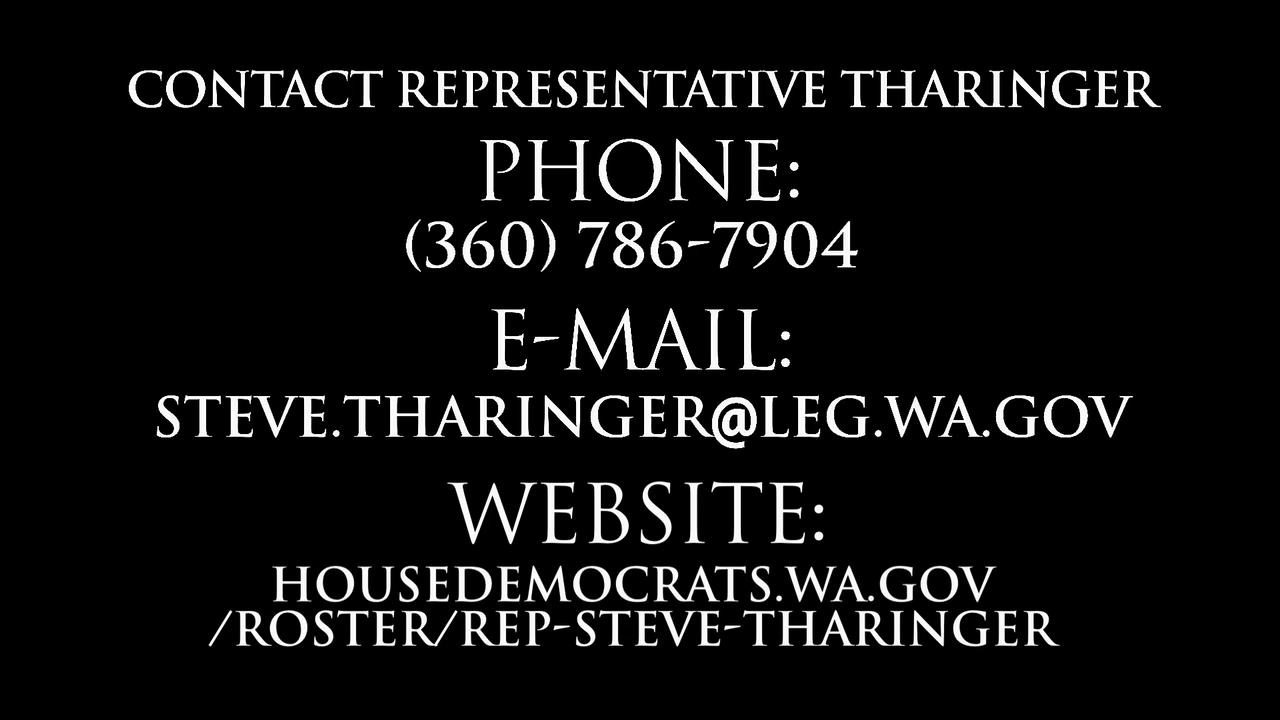 CONTACT REPRESENTATIVE THARINGER
PHONE:
(360) 786-7904
E-MAIL:
STEVE.THARINGER@LEG.WA.GOV
WEBSITE:
HOUSEDEMOCRATS.WA.GOV
/ROSTER/REP-STEVE-THARINGER